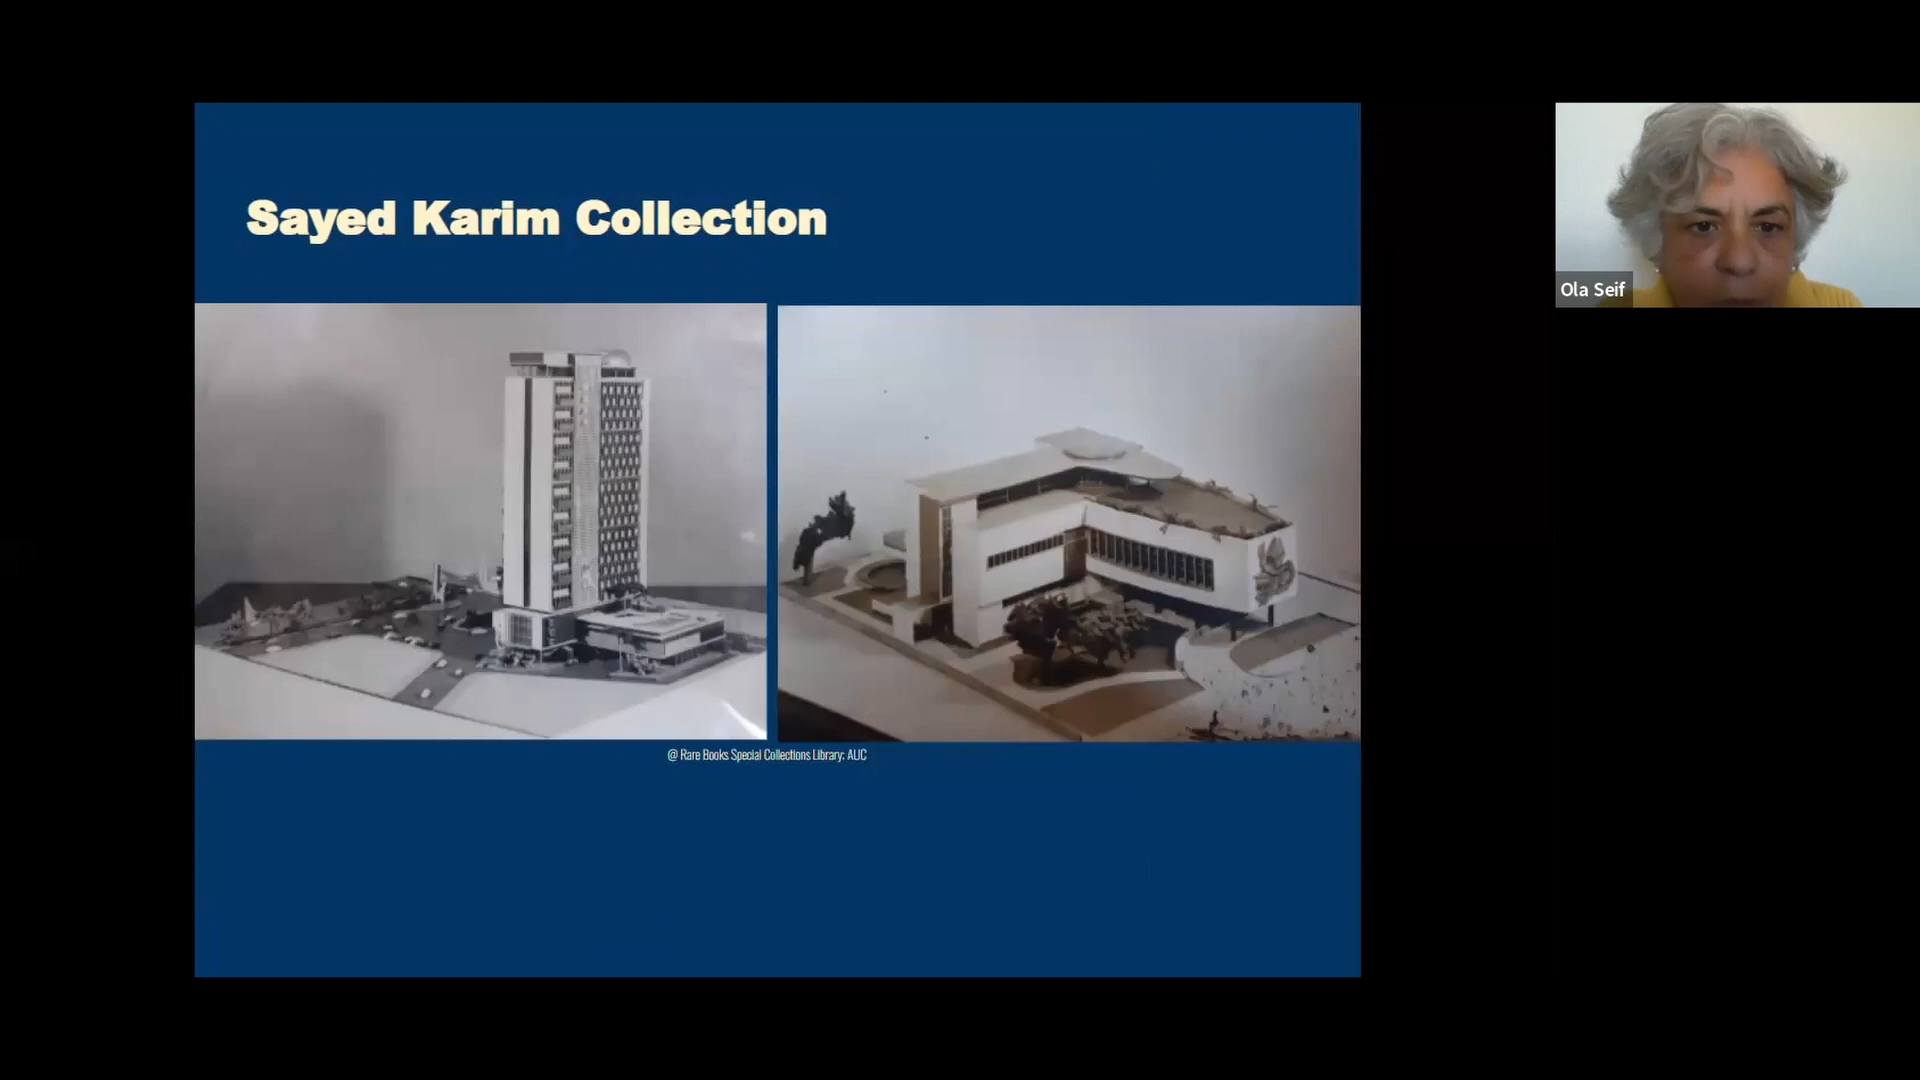 Sayed Karim Collection
Ola Seif
@ Rare Books Special Collections Library: AUC